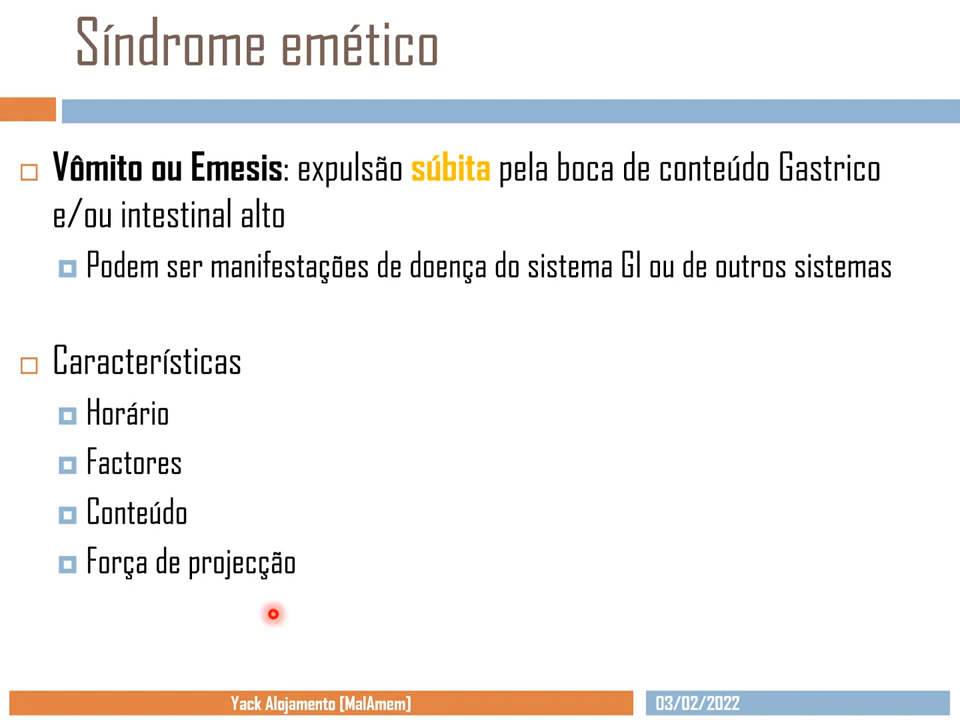 Síndrome emético
Vômito ou Emesis: expulsão súbita pela boca de conteúdo Gastrico
e/ou intestinal alto
Podem ser manifestações de doença do sistema GI ou de outros sistemas
Características
Horário
Factores
Conteúdo
Força de projecção
Yack Alojamento [MalAmem]
03/02/2022